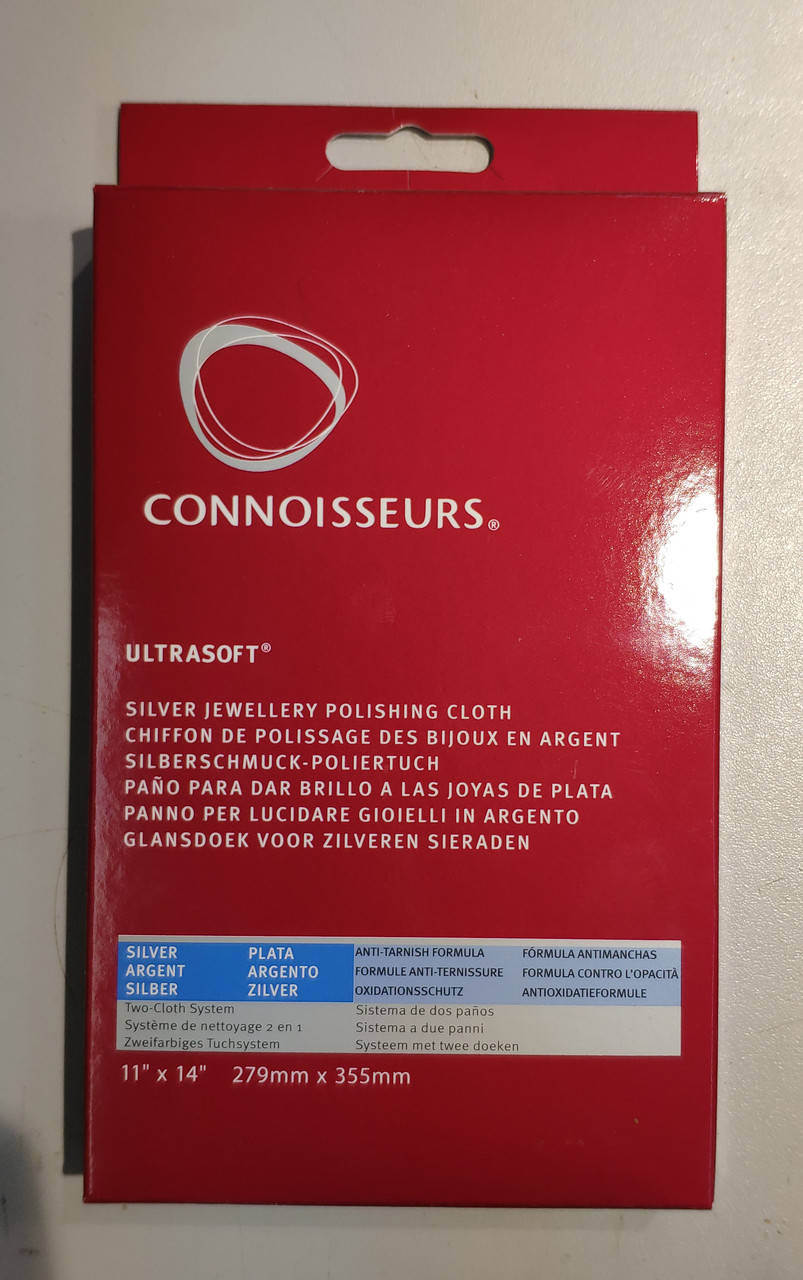 CONNOISSEURS®
ULTRASOFT®
SILVER JEWELLERY POLISHING CLOTH
CHIFFON DE POLISSAGE DES BIJOUX EN ARGENT
SILBERSCHMUCK-POLIERTUCH
PAÑO PARA DAR BRILLO A LAS JOYAS DE PLATA
PANNO PER LUCIDARE GIOIELLI IN ARGENTO
GLANSDOEK VOOR ZILVEREN SIERADEN
SILVER PLATA ANTI-TARNISH FORMULA FÓRMULA ANTIMANCHAS
ARGENT ARGENTO FORMULE ANTI-TERNISSURE FORMULA CONTRO L'OPACITÀ
SILBER ZILVER OXIDATIONSSCHUTZ ANTIOXIDATIEFORMULE
Two-Cloth System Sistema de dos paños
Système de nettoyage 2 en 1 Sistema a due panni
Zweifarbiges Tuchsystem Systeem met twee doeken
11" x 14" 279mm x 355mm